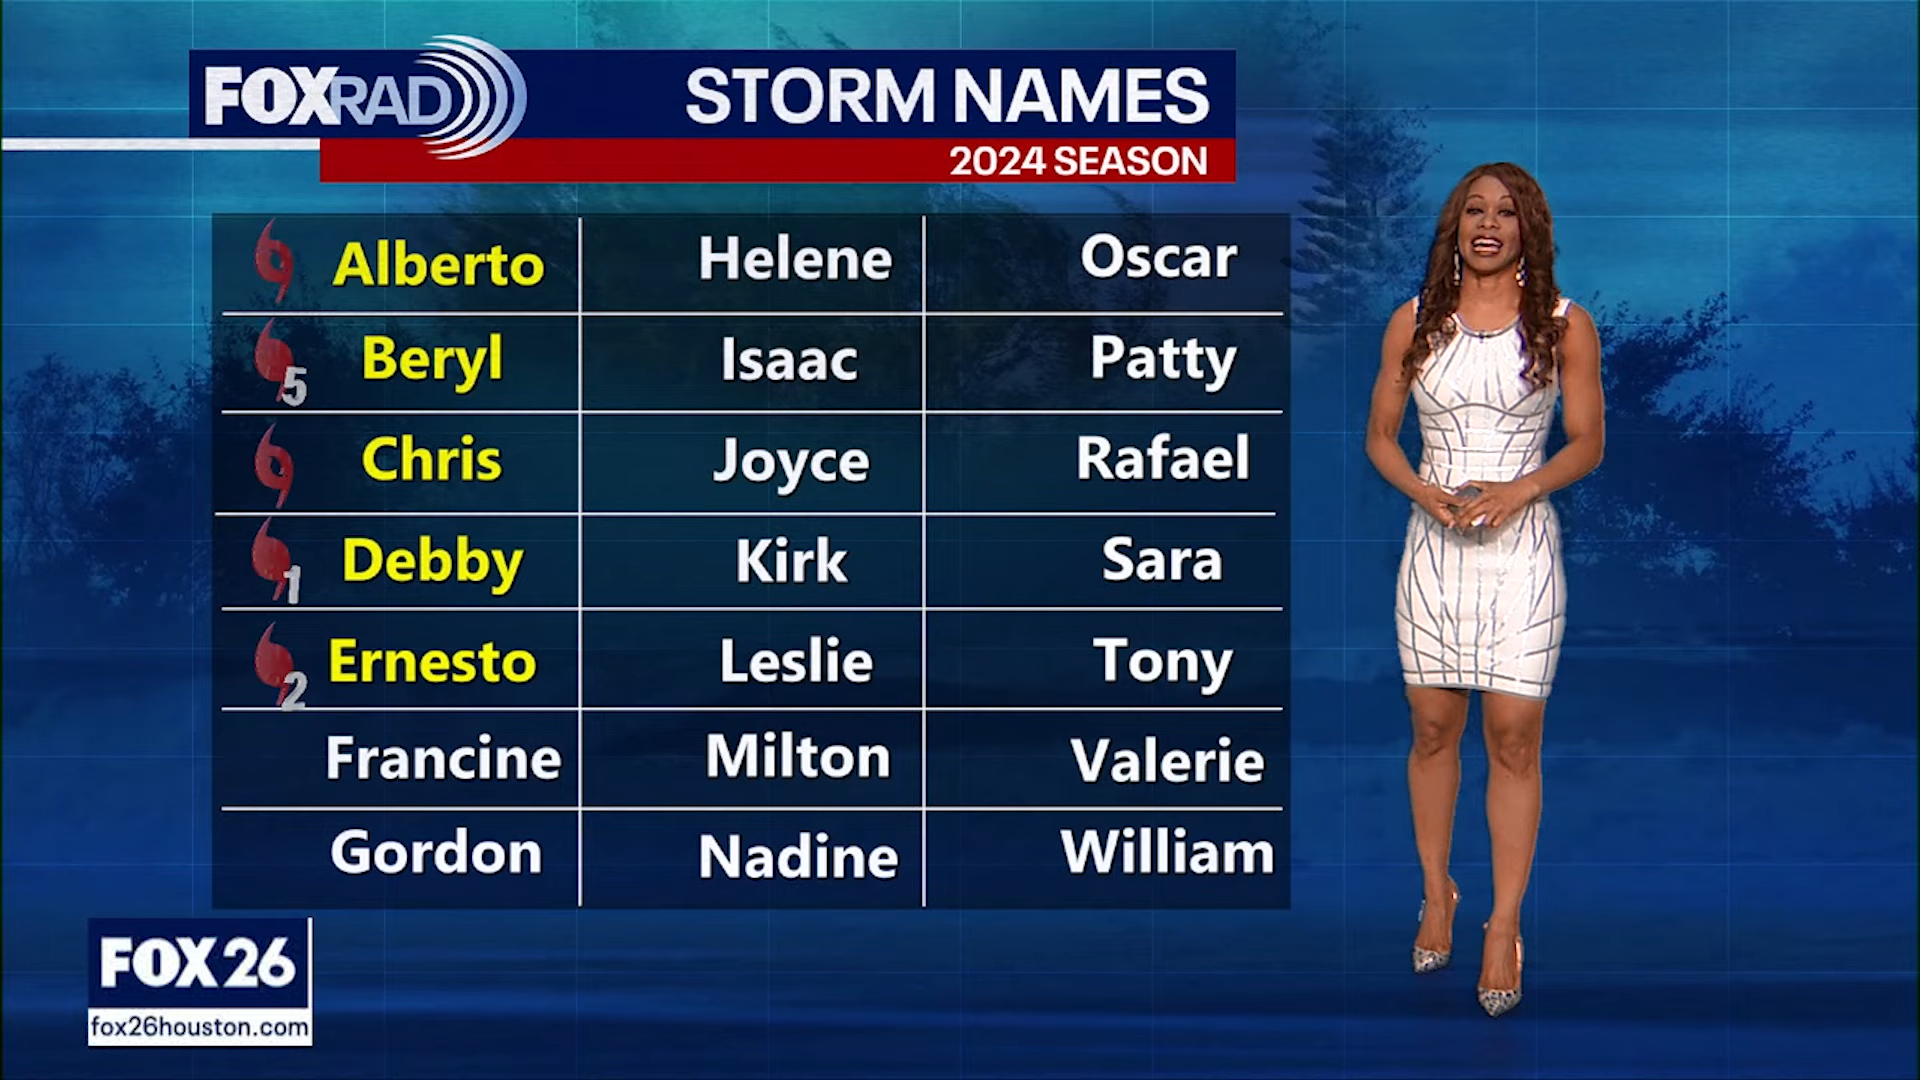 FOXRAD
STORM NAMES
2024 SEASON
Alberto Helene Oscar
5 Beryl Isaac Patty
Chris Joyce Rafael
1 Debby Kirk Sara
2 Ernesto Leslie Tony
Francine Milton Valerie
Gordon Nadine William
FOX 26
fox26houston.com